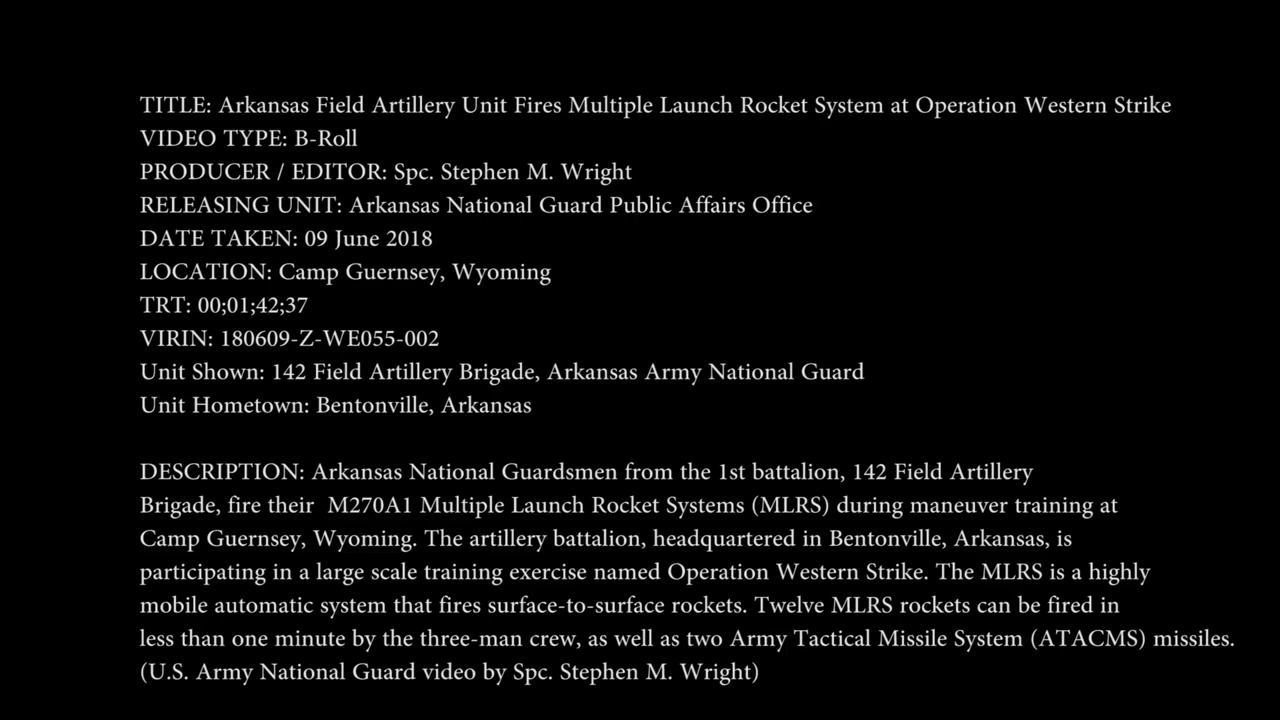 TITLE: Arkansas Field Artillery Unit Fires Multiple Launch Rocket System at Operation Western Strike
VIDEO TYPE: B-Roll
PRODUCER / EDITOR: Spc. Stephen M. Wright
RELEASING UNIT: Arkansas National Guard Public Affairs Office
DATE TAKEN: 09 June 2018
LOCATION: Camp Guernsey, Wyoming
TRT: 00;01;42;37
VIRIN: 180609-Z-WE055-002
Unit Shown: 142 Field Artillery Brigade, Arkansas Army National Guard
Unit Hometown: Bentonville, Arkansas
DESCRIPTION: Arkansas National Guardsmen from the 1st battalion, 142 Field Artillery
Brigade, fire their  M270A1 Multiple Launch Rocket Systems (MLRS) during maneuver training at
Camp Guernsey, Wyoming. The artillery battalion, headquartered in Bentonville, Arkansas, is
participating in a large scale training exercise named Operation Western Strike. The MLRS is a highly
mobile automatic system that fires surface-to-surface rockets. Twelve MLRS rockets can be fired in
less than one minute by the three-man crew, as well as two Army Tactical Missile System (ATACMS) missiles.
(U.S. Army National Guard video by Spc. Stephen M. Wright)